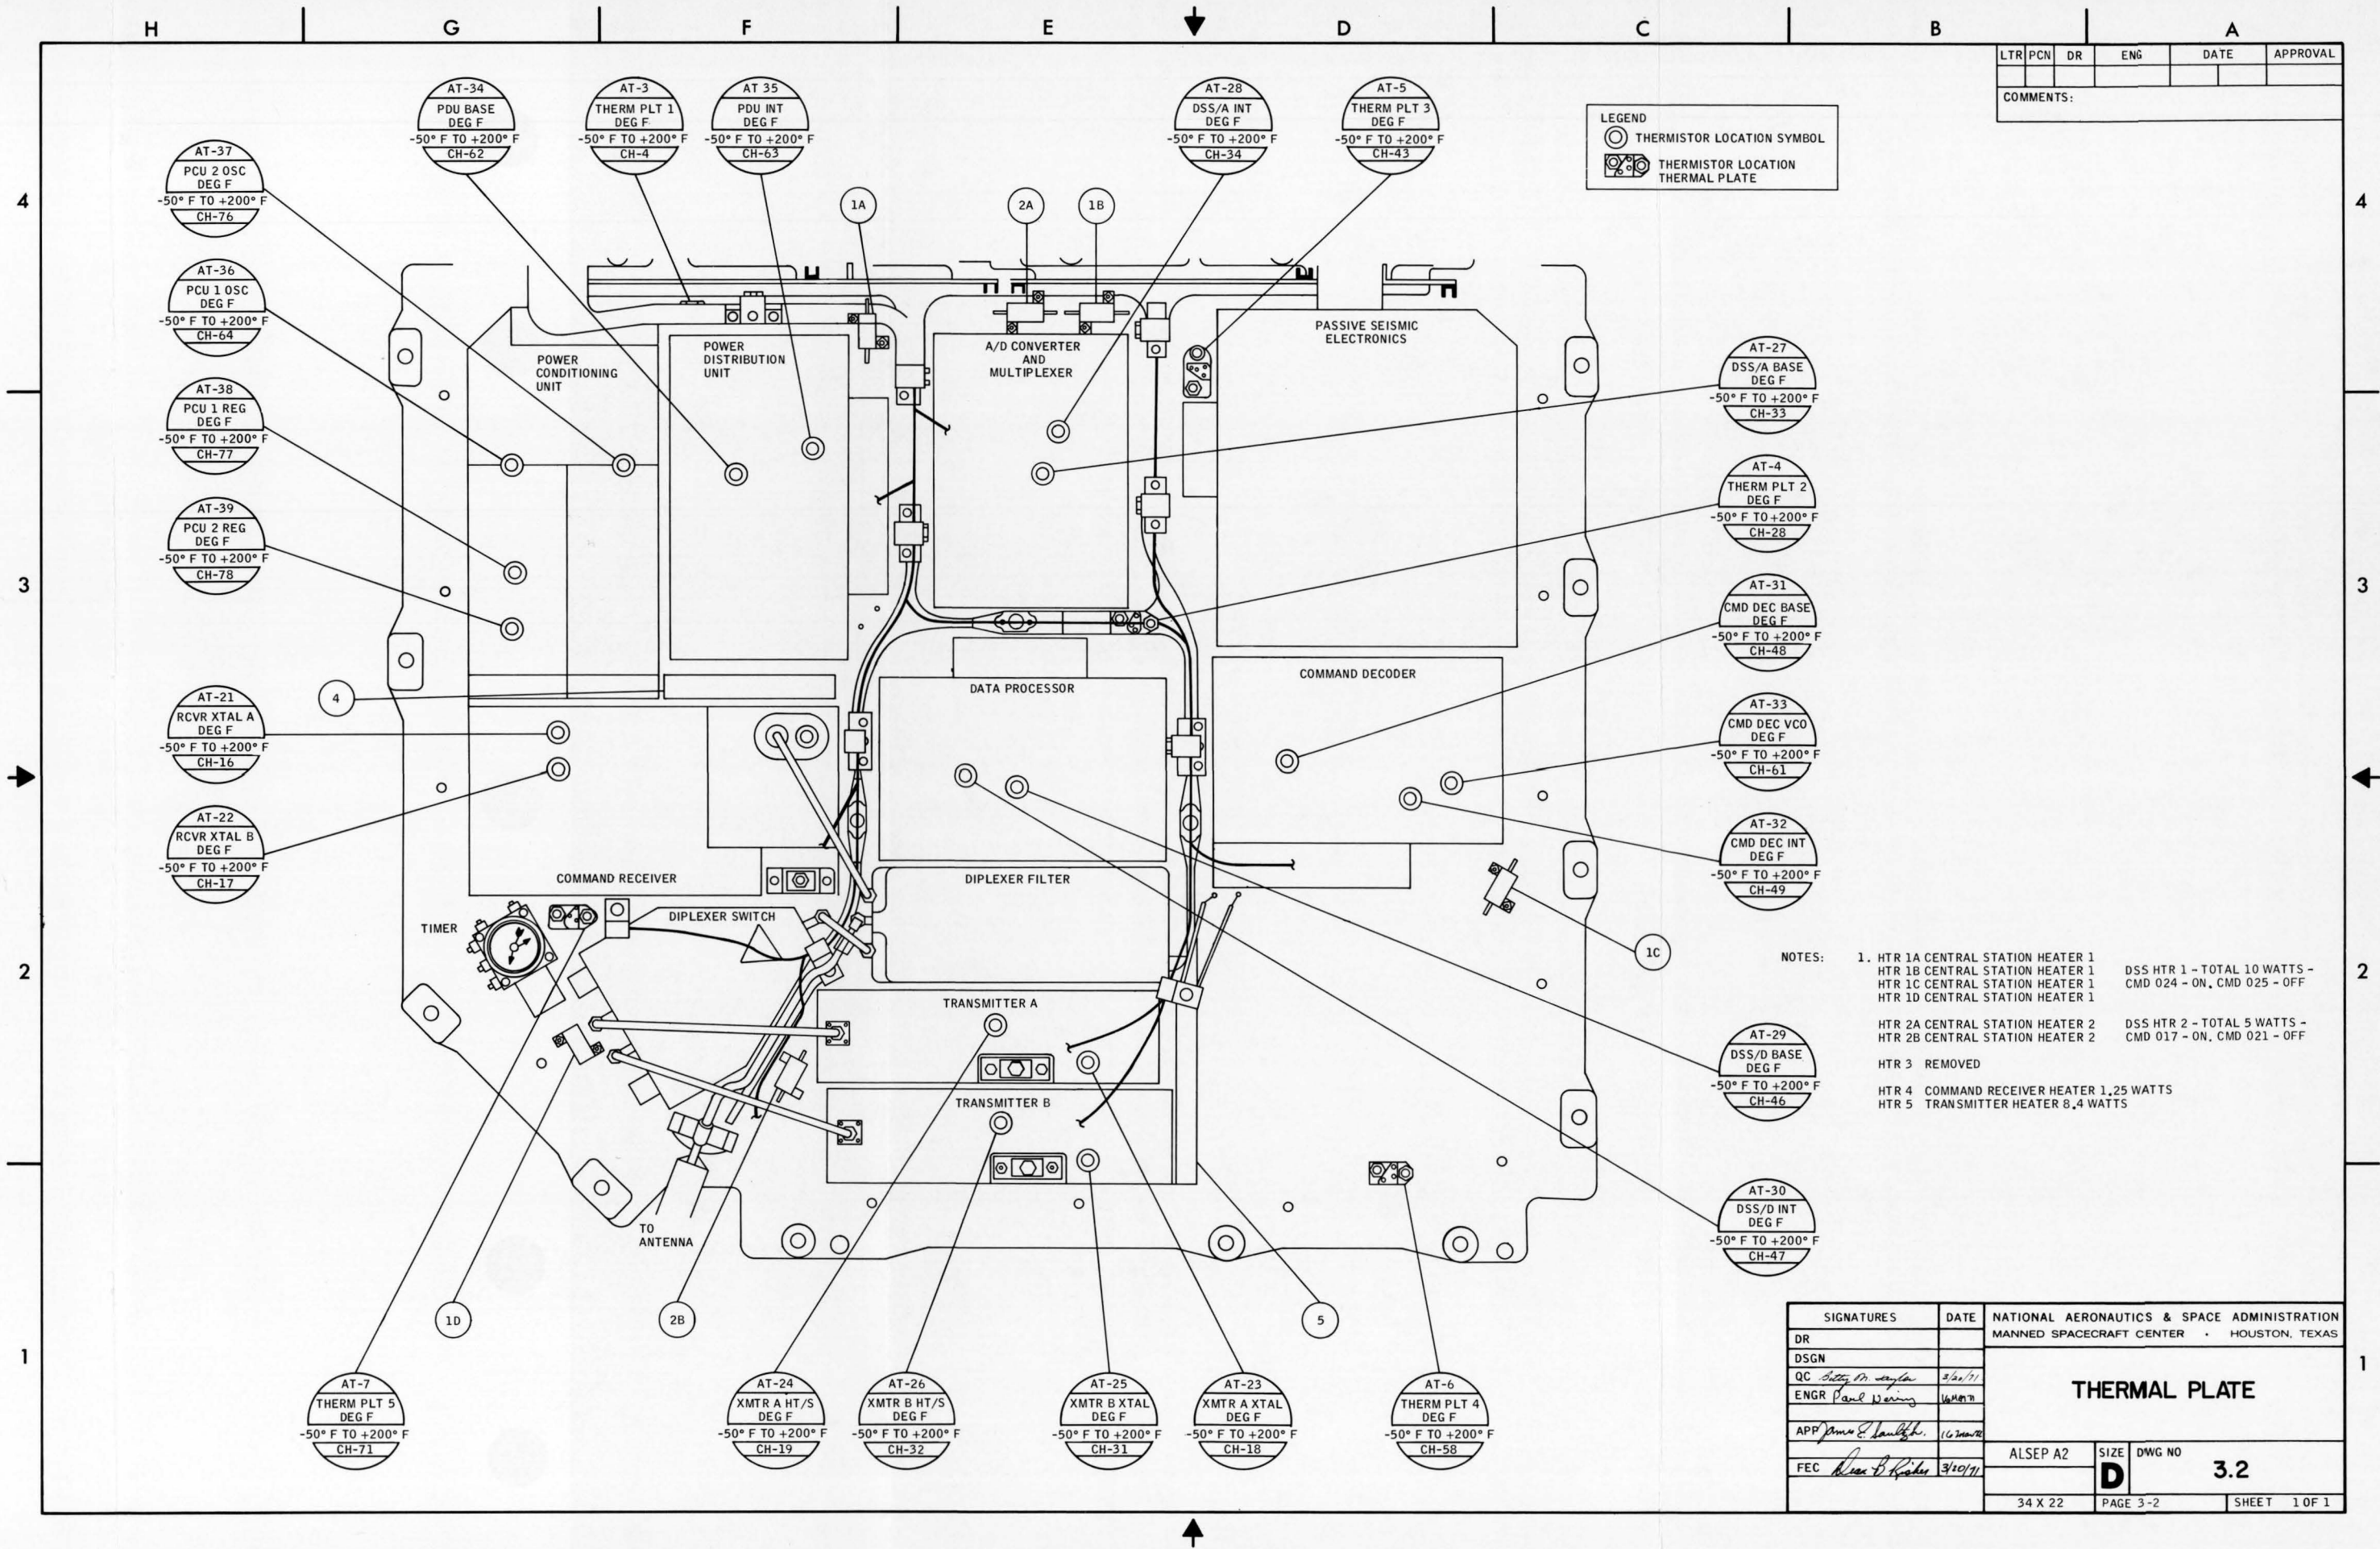 H G F E D C B A
LTR PCN DR ENG DATE APPROVAL
COMMENTS:
AT-34
PDU BASE
DEG F
-50° F TO +200° F
CH-62
AT-3
THERM PLT 1
DEG F
-50° F TO +200° F
CH-4
AT 35
PDU INT
DEG F
-50° F TO +200° F
CH-63
AT-28
DSS/A INT
DEG F
-50° F TO +200° F
CH-34
AT-5
THERM PLT 3
DEG F
-50° F TO +200° F
CH-43
LEGEND
THERMISTOR LOCATION SYMBOL
THERMISTOR LOCATION
THERMAL PLATE
4
4
AT-37
PCU 2 OSC
DEG F
-50° F TO +200° F
CH-76
AT-36
PCU 1 OSC
DEG F
-50° F TO +200° F
CH-64
AT-38
PCU 1 REG
DEG F
-50° F TO +200° F
CH-77
AT-39
PCU 2 REG
DEG F
-50° F TO +200° F
CH-78
AT-21
RCVR XTAL A
DEG F
-50° F TO +200° F
CH-16
AT-22
RCVR XTAL B
DEG F
-50° F TO +200° F
CH-17
1A
2A
1B
POWER
CONDITIONING
UNIT
POWER
DISTRIBUTION
UNIT
A/D CONVERTER
AND
MULTIPLEXER
PASSIVE SEISMIC
ELECTRONICS
3
3
4
DATA PROCESSOR
COMMAND DECODER
COMMAND RECEIVER
DIPLEXER FILTER
TIMER
DIPLEXER SWITCH
TRANSMITTER A
TRANSMITTER B
TO
ANTENNA
AT-27
DSS/A BASE
DEG F
-50° F TO +200° F
CH-33
AT-4
THERM PLT 2
DEG F
-50° F TO +200° F
CH-28
AT-31
CMD DEC BASE
DEG F
-50° F TO +200° F
CH-48
AT-33
CMD DEC VCO
DEG F
-50° F TO +200° F
CH-61
AT-32
CMD DEC INT
DEG F
-50° F TO +200° F
CH-49
1C
2
2
NOTES: 1. HTR 1A CENTRAL STATION HEATER 1
HTR 1B CENTRAL STATION HEATER 1 DSS HTR 1 - TOTAL 10 WATTS -
HTR 1C CENTRAL STATION HEATER 1 CMD 024 - ON, CMD 025 - OFF
HTR 1D CENTRAL STATION HEATER 1
HTR 2A CENTRAL STATION HEATER 2 DSS HTR 2 - TOTAL 5 WATTS -
HTR 2B CENTRAL STATION HEATER 2 CMD 017 - ON, CMD 021 - OFF
HTR 3 REMOVED
HTR 4 COMMAND RECEIVER HEATER 1.25 WATTS
HTR 5 TRANSMITTER HEATER 8.4 WATTS
AT-29
DSS/D BASE
DEG F
-50° F TO +200° F
CH-46
AT-30
DSS/D INT
DEG F
-50° F TO +200° F
CH-47
1D
2B
5
1
1
AT-7
THERM PLT 5
DEG F
-50° F TO +200° F
CH-71
AT-24
XMTR A HT/S
DEG F
-50° F TO +200° F
CH-19
AT-26
XMTR B HT/S
DEG F
-50° F TO +200° F
CH-32
AT-25
XMTR B XTAL
DEG F
-50° F TO +200° F
CH-31
AT-23
XMTR A XTAL
DEG F
-50° F TO +200° F
CH-18
AT-6
THERM PLT 4
DEG F
-50° F TO +200° F
CH-58
SIGNATURES DATE
DR
DSGN
QC
ENGR Paul
APP James E.
FEC Dean B 3/20/71
NATIONAL AERONAUTICS & SPACE ADMINISTRATION
MANNED SPACECRAFT CENTER · HOUSTON, TEXAS
THERMAL PLATE
ALSEP A2
SIZE
D
DWG NO
3.2
34 X 22
PAGE 3-2
SHEET 1 OF 1